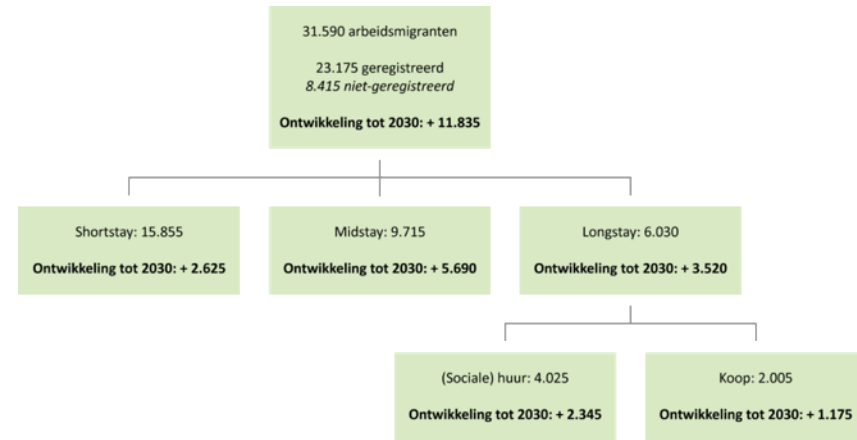 31.590 arbeidsmigranten
23.175 geregistreerd
8.415 niet-geregistreerd
Ontwikkeling tot 2030: + 11.835
Shortstay: 15.855
Ontwikkeling tot 2030: + 2.625
Midstay: 9.715
Ontwikkeling tot 2030: + 5.690
Longstay: 6.030
Ontwikkeling tot 2030: + 3.520
(Sociale) huur: 4.025
Ontwikkeling tot 2030: + 2.345
Koop: 2.005
Ontwikkeling tot 2030: + 1.175